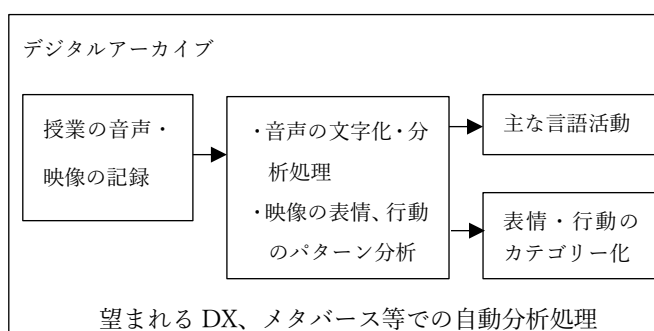 デジタルアーカイブ
授業の音声・
映像の記録
・音声の文字化・分
析処理
・映像の表情、行動
のパターン分析
主な言語活動
表情・行動の
カテゴリー化
望まれる DX、メタバース等での自動分析処理